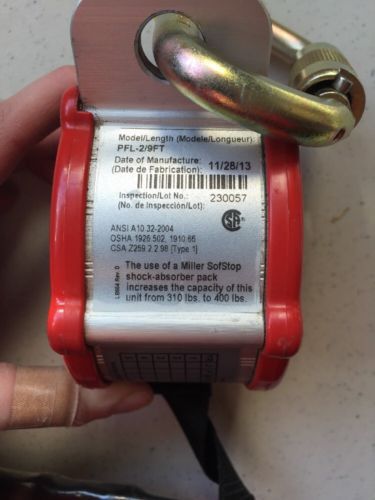 Model/Length (Modele/Longueur):
PFL-2/9FT
Date of Manufacture: 11/28/13
(Date de Fabrication):
Inspection/Lot No.: 230057
(No. de Inspección/Lot):
ANSI A10.32-2004
OSHA 1926.502, 1910.66
CSA Z259.2.2.98 [Type 1]
The use of a Miller SofStop
shock-absorber pack
increases the capacity of this
unit from 310 lbs. to 400 lbs.